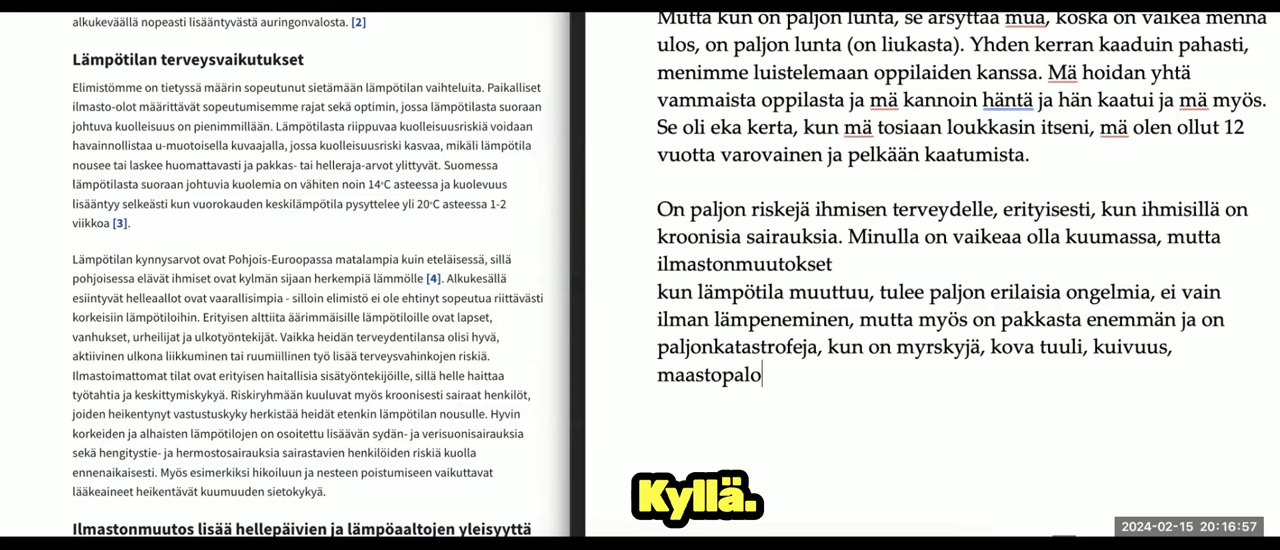 alkukeväällä nopeasti lisääntyvästä auringonvalosta. [2]
Lämpötilan terveysvaikutukset
Elimistömme on tietyssä määrin sopeutunut sietämään lämpötilan vaihteluita. Paikalliset
ilmasto-olot määrittävät sopeutumisemme rajat sekä optimin, jossa lämpötilasta suoraan
johtuva kuolleisuus on pienimmillään. Lämpötilasta riippuvaa kuolleisuusriskiä voidaan
havainnollistaa u-muotoisella kuvaajalla, jossa kuolleisuusriski kasvaa, mikäli lämpötila
nousee tai laskee huomattavasti ja pakkas- tai helleraja-arvot ylittyvät. Suomessa
lämpötilasta suoraan johtuvia kuolemia on vähiten noin 14°C asteessa ja kuolevuus
lisääntyy selkeästi kun vuorokauden keskilämpötila pysyttelee yli 20°C asteessa 1-2
viikkoa [3].
Lämpötilan kynnysarvot ovat Pohjois-Euroopassa matalampia kuin eteläisessä, sillä
pohjoisessa elävät ihmiset ovat kylmän sijaan herkempiä lämmölle [4]. Alkukesällä
esiintyvät helleaallot ovat vaarallisimpia - silloin elimistö ei ole ehtinyt sopeutua riittävästi
korkeisiin lämpötiloihin. Erityisen alttiita äärimmäisille lämpötiloille ovat lapset,
vanhukset, urheilijat ja ulkotyöntekijät. Vaikka heidän terveydentilansa olisi hyvä,
aktiivinen ulkona liikkuminen tai ruumiillinen työ lisää terveysvahinkojen riskiä.
Ilmastoimattomat tilat ovat erityisen haitallisia sisätyöntekijöille, sillä helle haittaa
työtahtia ja keskittymiskykyä. Riskiryhmään kuuluvat myös kroonisesti sairaat henkilöt,
joiden heikentynyt vastustuskyky herkistää heidät etenkin lämpötilan nousulle. Hyvin
korkeiden ja alhaisten lämpötilojen on osoitettu lisäävän sydän- ja verisuonisairauksia
sekä hengitystie- ja hermostosairauksia sairastavien henkilöiden riskiä kuolla
ennenaikaisesti. Myös esimerkiksi hikoiluun ja nesteen poistumiseen vaikuttavat
lääkeaineet heikentävät kuumuuden sietokykyä.
Ilmastonmuutos lisää hellepäivien ja lämpöaaltojen yleisyyttä
Mutta kun on paljon lunta, se ärsyttää mua, koska on vaikea mennä
ulos, on paljon lunta (on liukasta). Yhden kerran kaaduin pahasti,
menimme luistelemaan oppilaiden kanssa. Mä hoidan yhtä
vammaista oppilasta ja mä kannoin häntä ja hän kaatui ja mä myös.
Se oli eka kerta, kun mä tosiaan loukkasin itseni, mä olen ollut 12
vuotta varovainen ja pelkään kaatumista.
On paljon riskejä ihmisen terveydelle, erityisesti, kun ihmisillä on
kroonisia sairauksia. Minulla on vaikeaa olla kuumassa, mutta
ilmastonmuutokset
kun lämpötila muuttuu, tulee paljon erilaisia ongelmia, ei vain
ilman lämpeneminen, mutta myös on pakkasta enemmän ja on
paljonkatastrofeja, kun on myrskyjä, kova tuuli, kuivuus,
maastopalo
Kyllä.
2024-02-15 20:16:57